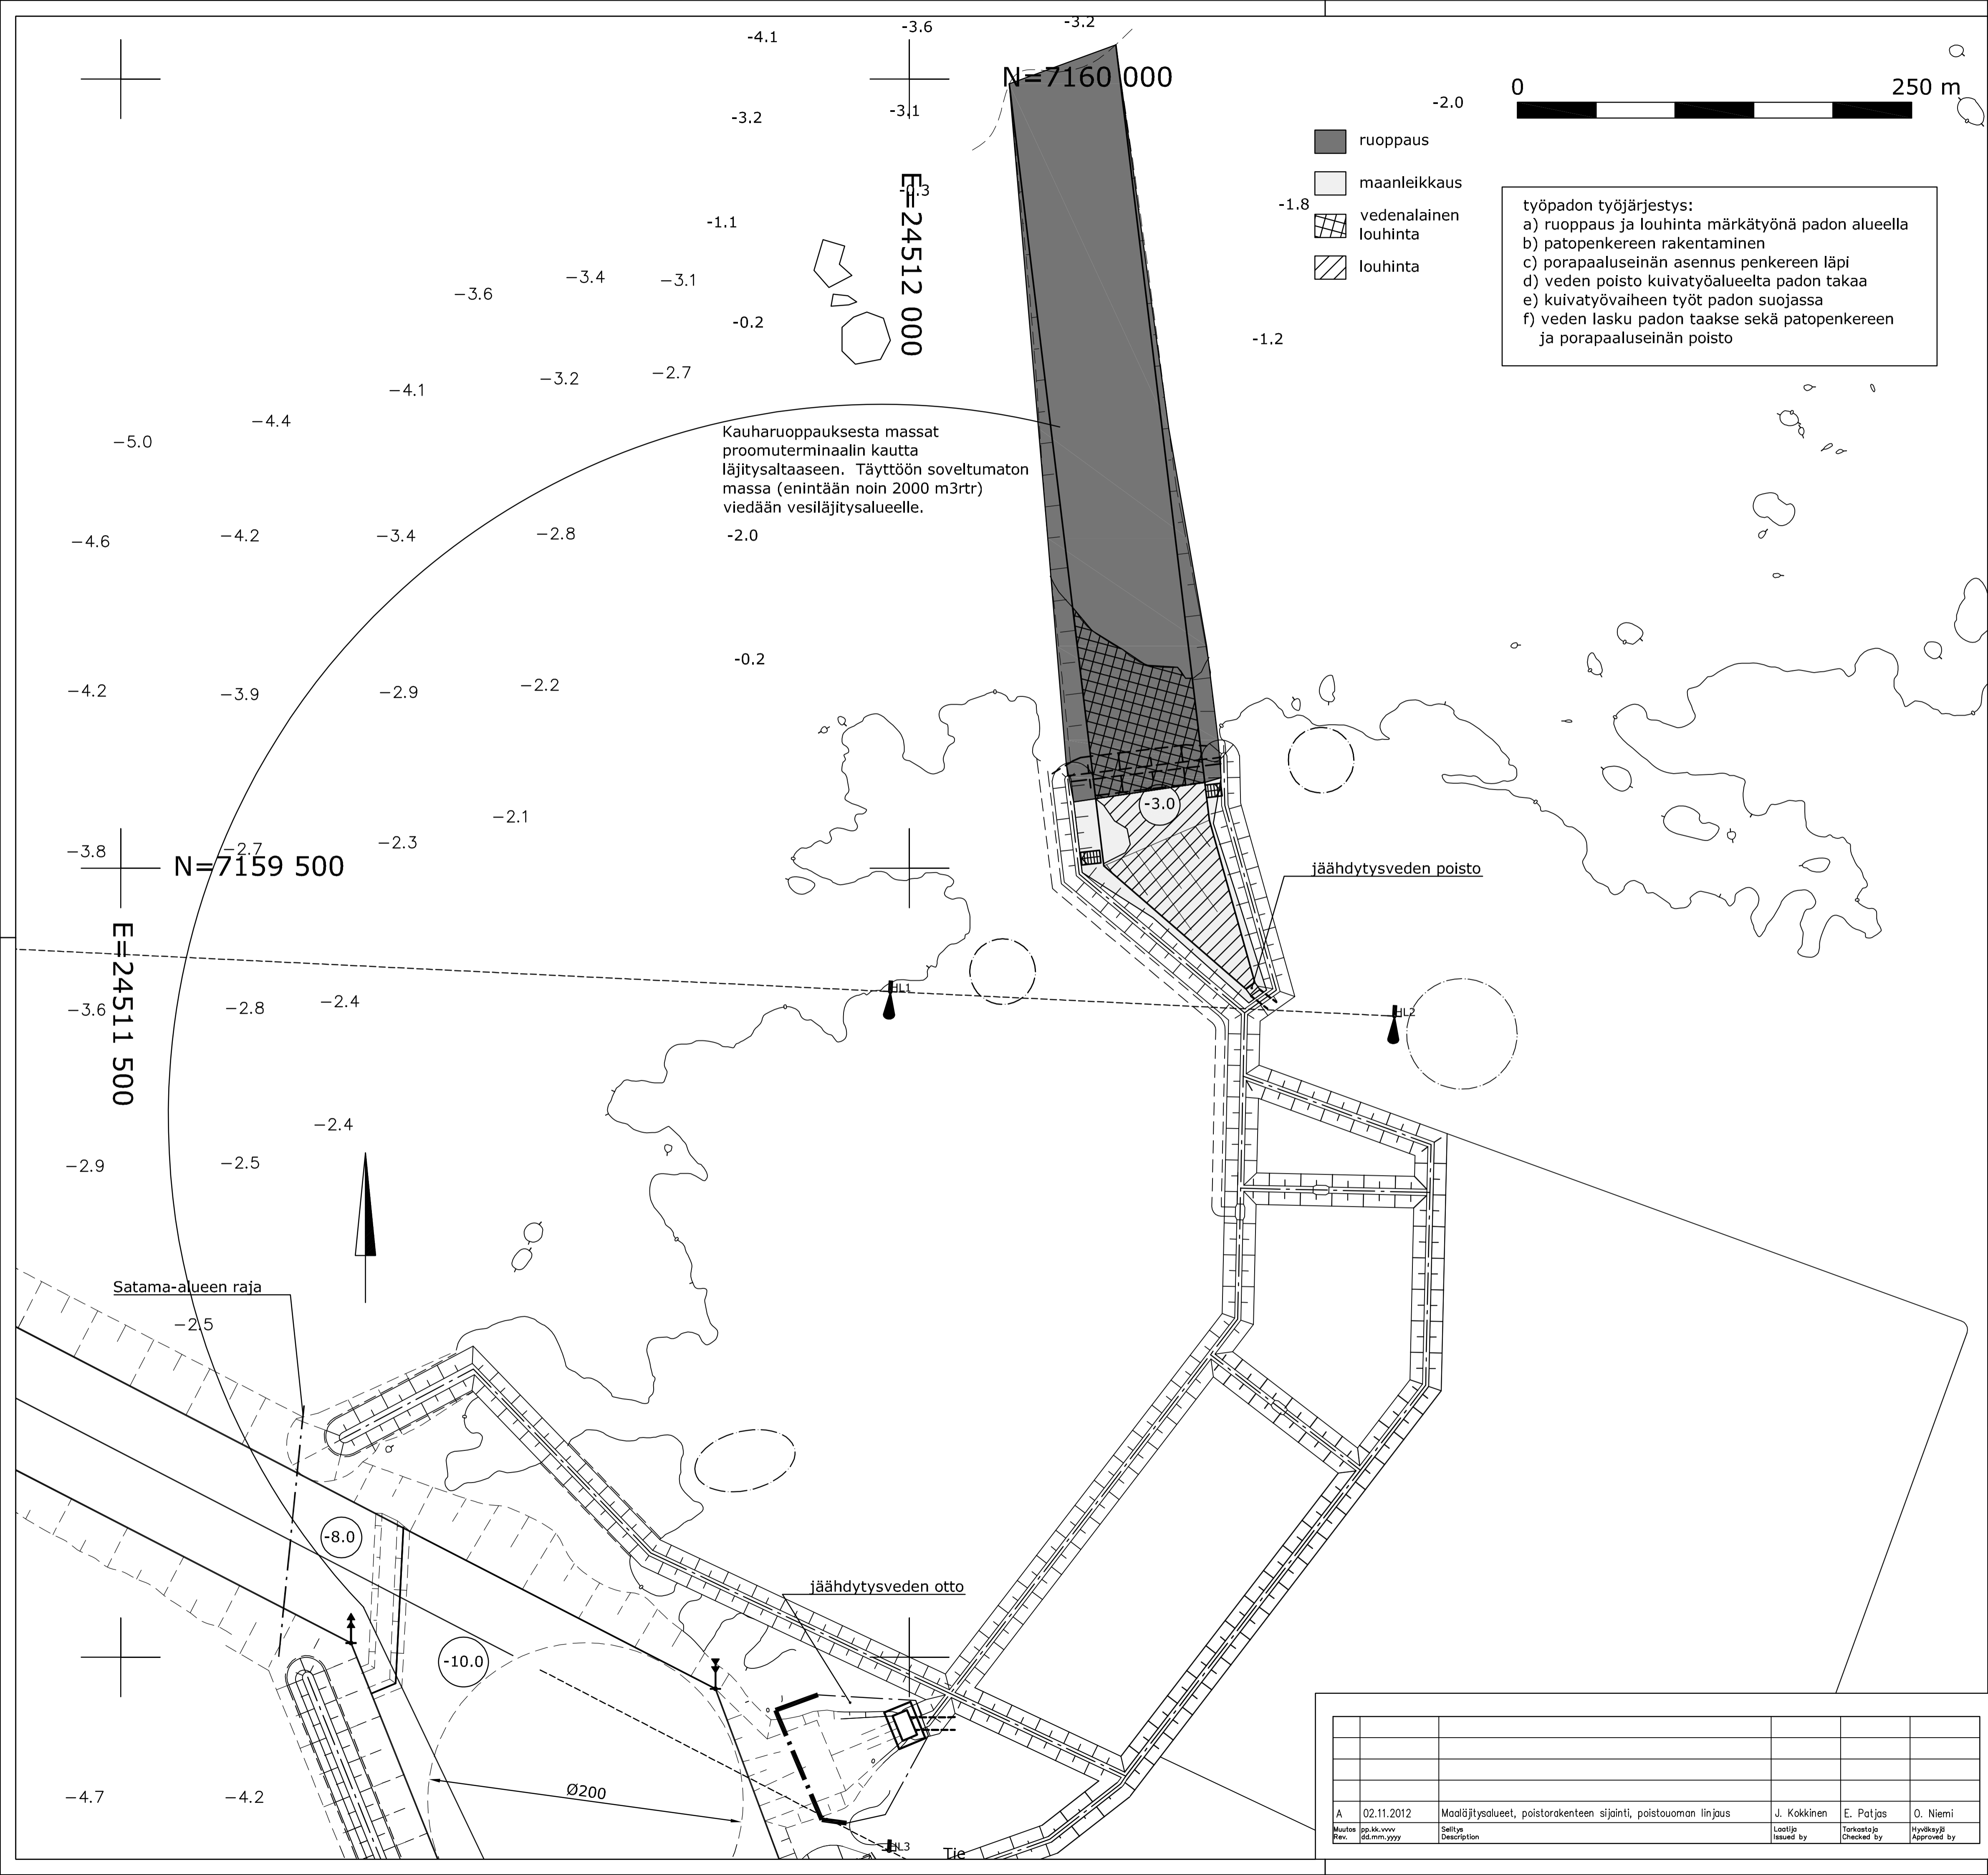 -4.1
-3.6
-3.2
N=7160 000
0
250 m
-3.2
-3.1
-2.0
ruoppaus
maanleikkaus
vedenalainen
louhinta
louhinta
työpadon työjärjestys:
a) ruoppaus ja louhinta märkätyönä padon alueella
b) patopenkereen rakentaminen
c) porapaaluseinän asennus penkereen läpi
d) veden poisto kuivatyöalueelta padon takaa
e) kuivatyövaiheen työt padon suojassa
f) veden lasku padon taakse sekä patopenkereen
ja porapaaluseinän poisto
E=24512 000
-0.3
-1.8
-1.1
-3.4
-3.1
-3.6
-0.2
-1.2
-4.1
-3.2
-2.7
-4.4
-5.0
Kauharuoppauksesta massat
proomuterminaalin kautta
läjitysaltaaseen. Täyttöön soveltumaton
massa (enintään noin 2000 m3rtr)
viedään vesiläjitysalueelle.
-4.6
-4.2
-3.4
-2.8
-2.0
-0.2
-4.2
-3.9
-2.9
-2.2
-3.0
-2.1
-2.3
-3.8
-2.7
N=7159 500
jäähdytysveden poisto
E=24511 500
HL1
HL2
-3.6
-2.8
-2.4
-2.4
-2.9
-2.5
Satama-alueen raja
-2.5
-8.0
jäähdytysveden otto
-10.0
Ø200
-4.7
-4.2
HL3
Tie
A 02.11.2012 Maaläjitysalueet, poistorakenteen sijainti, poistouoman linjaus J. Kokkinen E. Patjas O. Niemi
Muutos pp.kk.vvvv Selitys Laatija Tarkastaja Hyväksyjä
Rev. dd.mm.yyyy Description Issued by Checked by Approved by